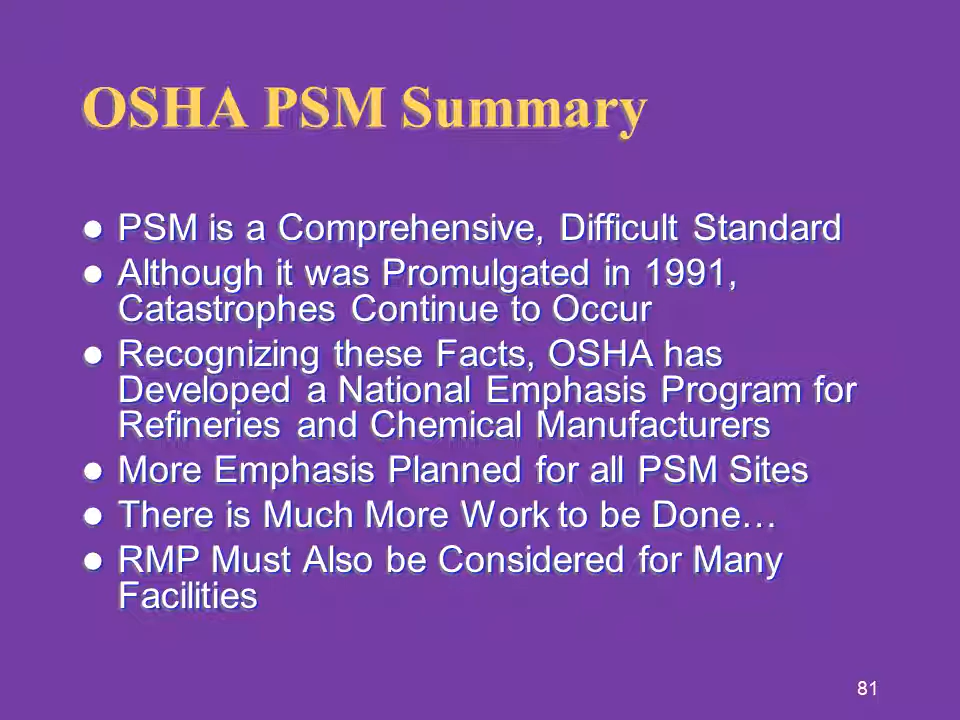 OSHA PSM Summary
● PSM is a Comprehensive, Difficult Standard
● Although it was Promulgated in 1991,
Catastrophes Continue to Occur
● Recognizing these Facts, OSHA has
Developed a National Emphasis Program for
Refineries and Chemical Manufacturers
● More Emphasis Planned for all PSM Sites
● There is Much More Work to be Done…
● RMP Must Also be Considered for Many
Facilities
81